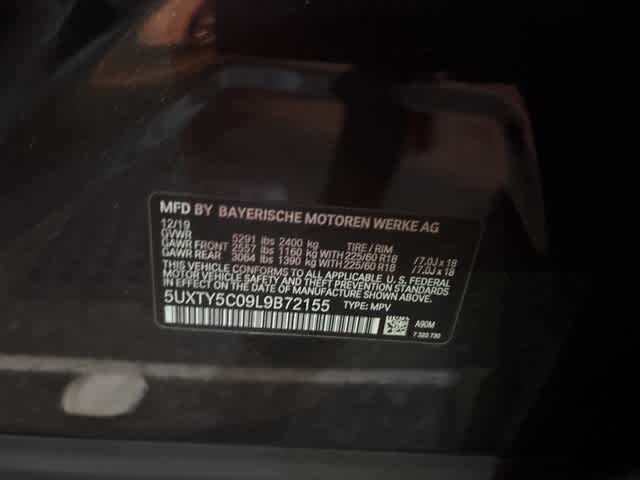 MFD BY BAYERISCHE MOTOREN WERKE AG
12/19
GVWR 5291 lbs 2400 kg TIRE / RIM
GAWR FRONT 2557 lbs 1160 kg WITH 225/60 R18 /7.0J x 18
GAWR REAR 3064 lbs 1390 kg WITH 225/60 R18 /7.0J x 18
THIS VEHICLE CONFORMS TO ALL APPLICABLE U.S. FEDERAL
MOTOR VEHICLE SAFETY AND THEFT PREVENTION STANDARDS
IN EFFECT ON THE DATE OF MANUFACTURE SHOWN ABOVE.
5UXTY5C09L9B72155 TYPE: MPV
A90M
7 320 730